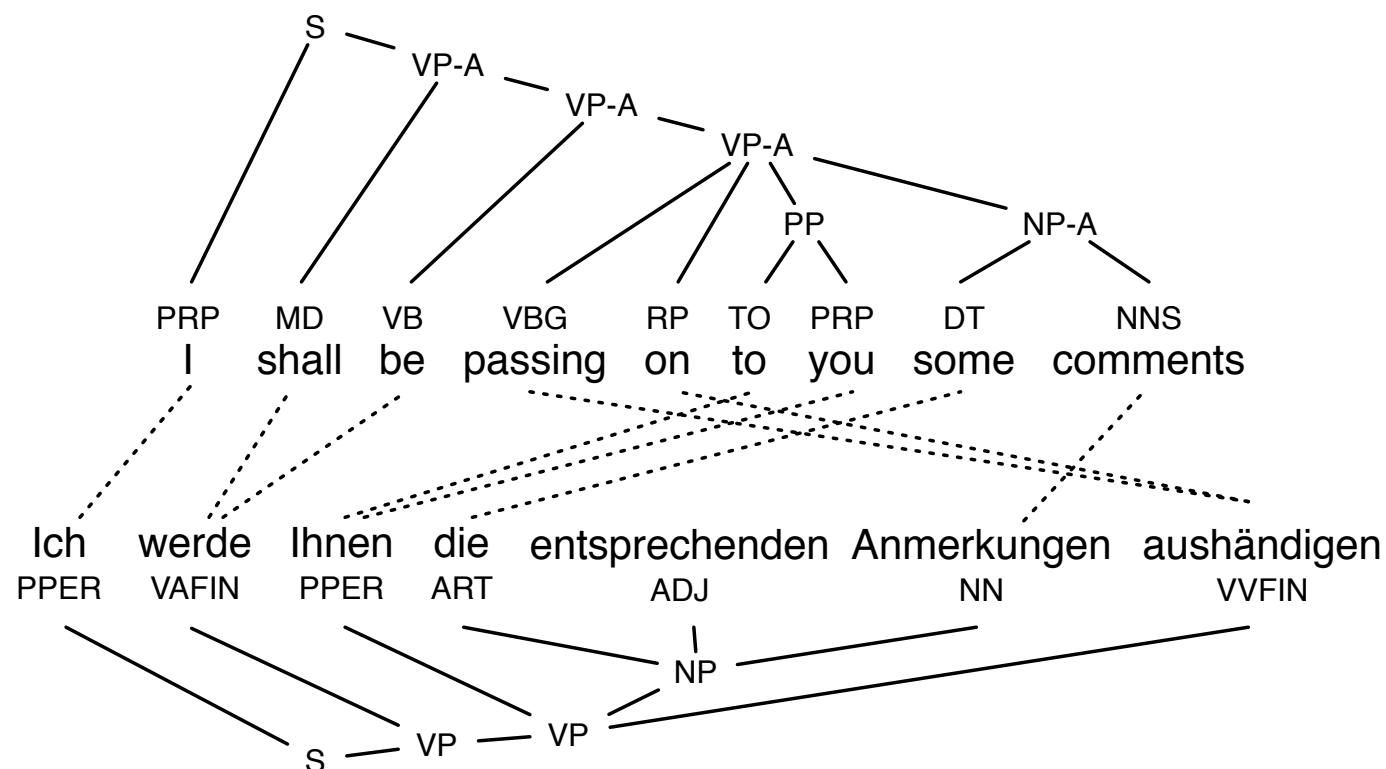 S
VP-A
VP-A
VP-A
PP NP-A
PRP MD VB VBG RP TO PRP DT NNS
I shall be passing on to you some comments
Ich werde Ihnen die entsprechenden Anmerkungen aushändigen
PPER VAFIN PPER ART ADJ NN VVFIN
NP
VP
VP
S